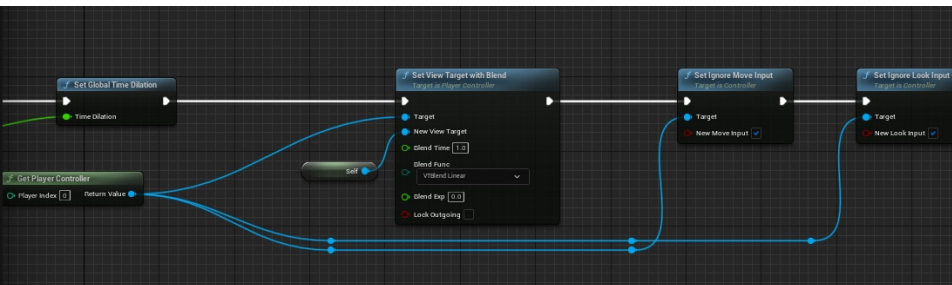 f Set Global Time Dilation
Time Dilation
f Get Player Controller
Player Index 0 Return Value
Self
f Set View Target with Blend
Target is Player Controller
Target
New View Target
Blend Time 1.0
Blend Func
VTBlend Linear
Blend Exp 0.0
Lock Outgoing
f Set Ignore Move Input
Target is Controller
Target
New Move Input
f Set Ignore Look Input
Target is Controller
Target
New Look Input